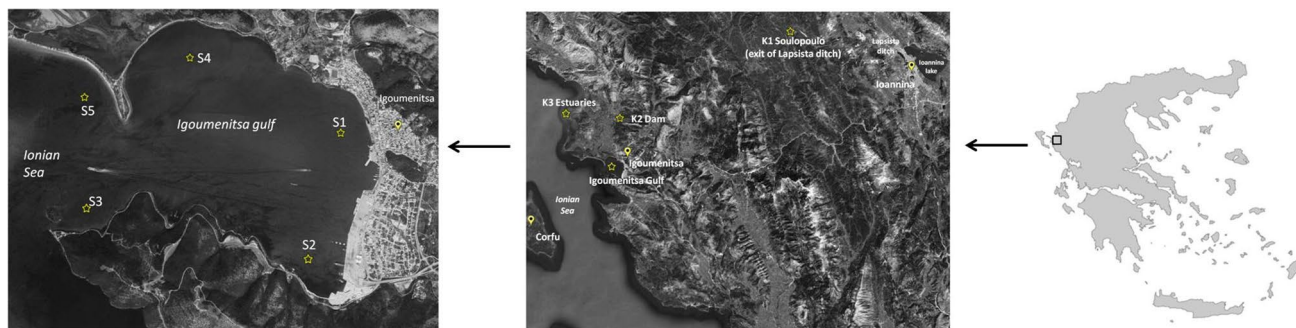 S4
S5
Igoumenitsa
Igoumenitsa gulf
S1
Ionian
Sea
S3
S2
K1 Soulopoulo
(exit of Lapsista ditch)
Lapsista
ditch
Ioannina
lake
Ioannina
K3 Estuaries
K2 Dam
Igoumenitsa
Igoumenitsa Gulf
Ionian
Sea
Corfu